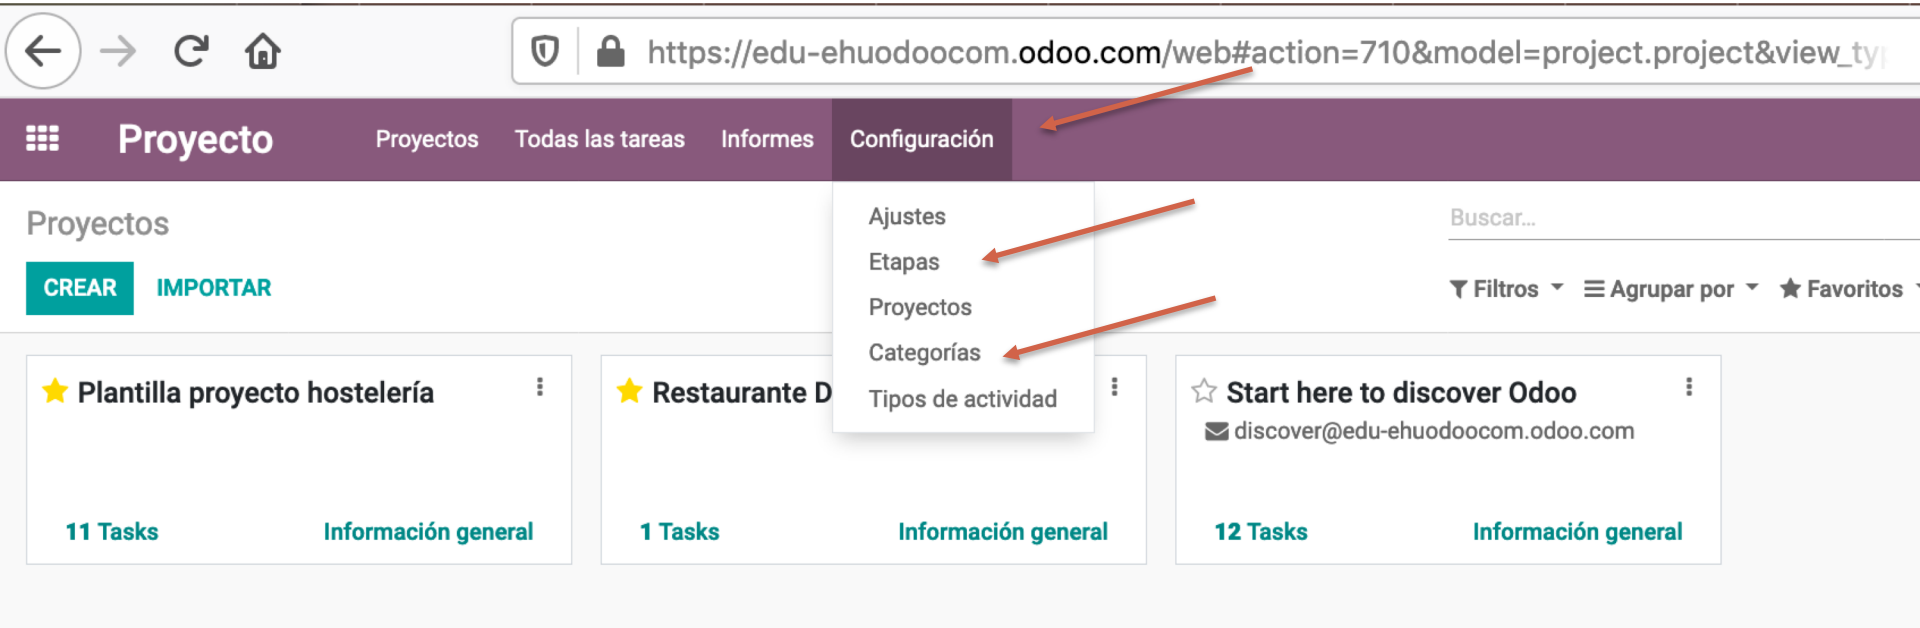 https://edu-ehuodoocom.odoo.com/web#action=710&model=project.project&view_ty
Proyecto Proyectos Todas las tareas Informes Configuración
Proyectos
Buscar...
CREAR IMPORTAR
Filtros Agrupar por Favoritos
Ajustes
Etapas
Proyectos
Categorías
Tipos de actividad
Plantilla proyecto hostelería
11 Tasks Información general
Restaurante D
1 Tasks Información general
Start here to discover Odoo
discover@edu-ehuodoocom.odoo.com
12 Tasks Información general